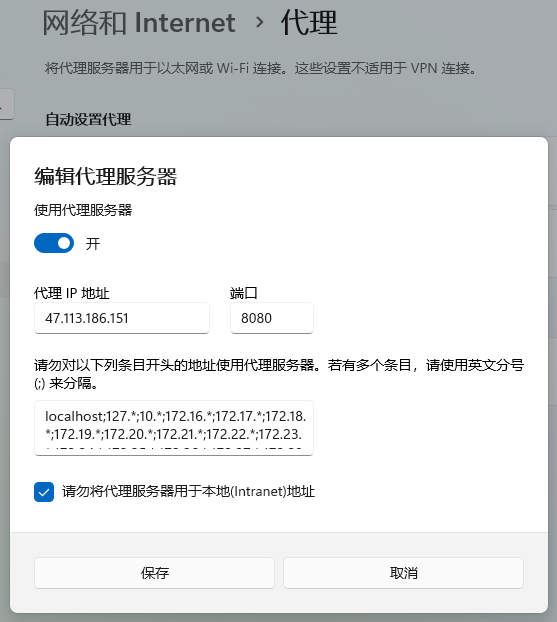 网络和 Internet › 代理
将代理服务器用于以太网或 Wi-Fi 连接。这些设置不适用于 VPN 连接。
自动设置代理
编辑代理服务器
使用代理服务器
开
代理 IP 地址 端口
47.113.186.151 8080
请勿对以下列条目开头的地址使用代理服务器。若有多个条目，请使用英文分号
(;) 来分隔。
localhost;127.*;10.*;172.16.*;172.17.*;172.18.
*;172.19.*;172.20.*;172.21.*;172.22.*;172.23.
请勿将代理服务器用于本地(Intranet)地址
保存 取消